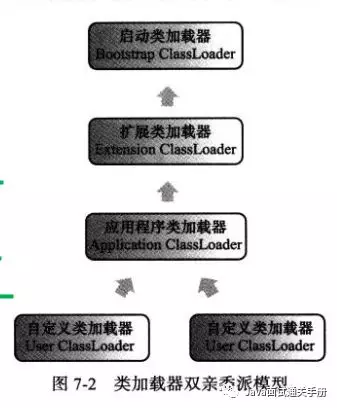 启动类加载器
Bootstrap ClassLoader
扩展类加载器
Extension ClassLoader
应用程序类加载器
Application ClassLoader
自定义类加载器
User ClassLoader
自定义类加载器
User ClassLoader
图 7-2 类加载器双亲委派模型
Java面试通关手册